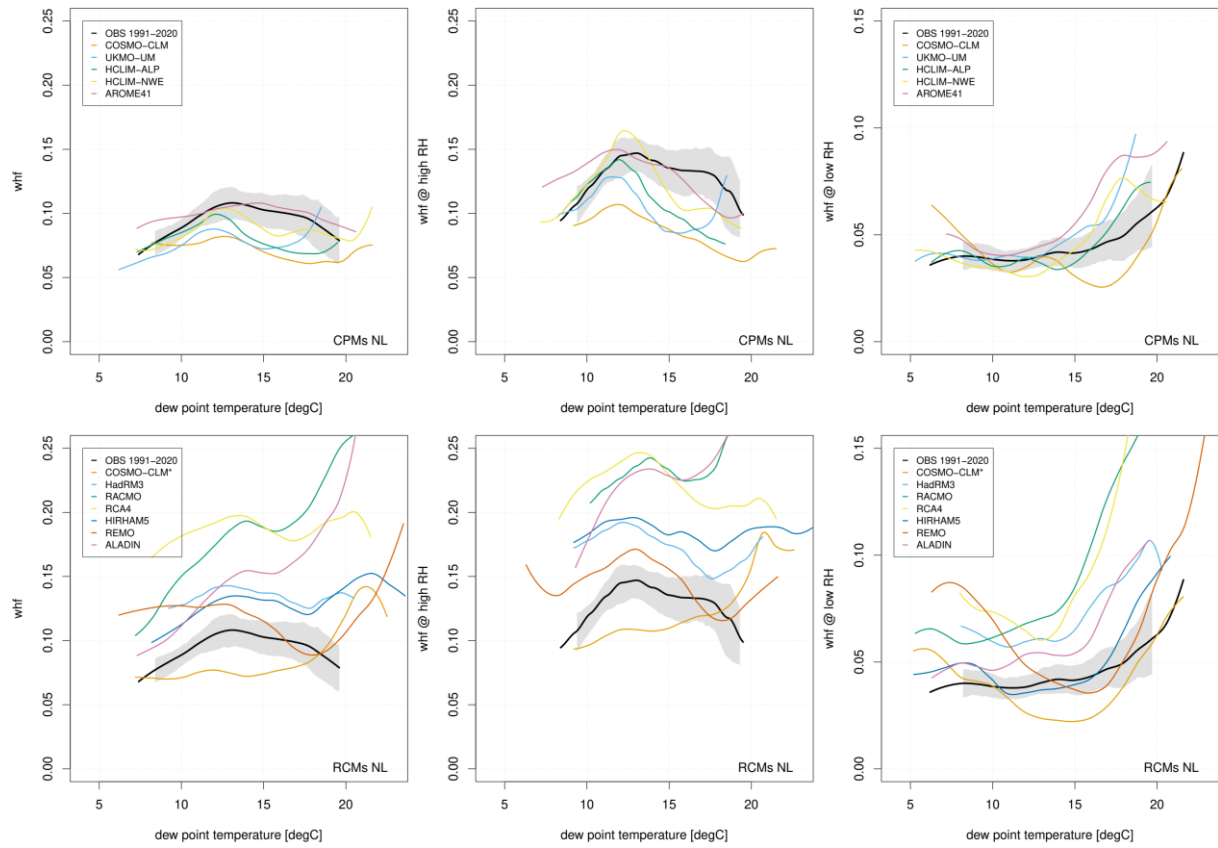 whf
0.00 0.05 0.10 0.15 0.20 0.25
OBS 1991−2020
COSMO−CLM
UKMO−UM
HCLIM−ALP
HCLIM−NWE
AROME41
CPMs NL
5 10 15 20
dew point temperature [degC]
whf @ high RH
0.00 0.05 0.10 0.15 0.20 0.25
CPMs NL
5 10 15 20
dew point temperature [degC]
whf @ low RH
0.00 0.05 0.10 0.15
OBS 1991−2020
COSMO−CLM
UKMO−UM
HCLIM−ALP
HCLIM−NWE
AROME41
CPMs NL
5 10 15 20
dew point temperature [degC]
whf
0.00 0.05 0.10 0.15 0.20 0.25
OBS 1991−2020
COSMO−CLM*
HadRM3
RACMO
RCA4
HIRHAM5
REMO
ALADIN
RCMs NL
5 10 15 20
dew point temperature [degC]
whf @ high RH
0.00 0.05 0.10 0.15 0.20 0.25
RCMs NL
5 10 15 20
dew point temperature [degC]
whf @ low RH
0.00 0.05 0.10 0.15
OBS 1991−2020
COSMO−CLM*
HadRM3
RACMO
RCA4
HIRHAM5
REMO
ALADIN
RCMs NL
5 10 15 20
dew point temperature [degC]